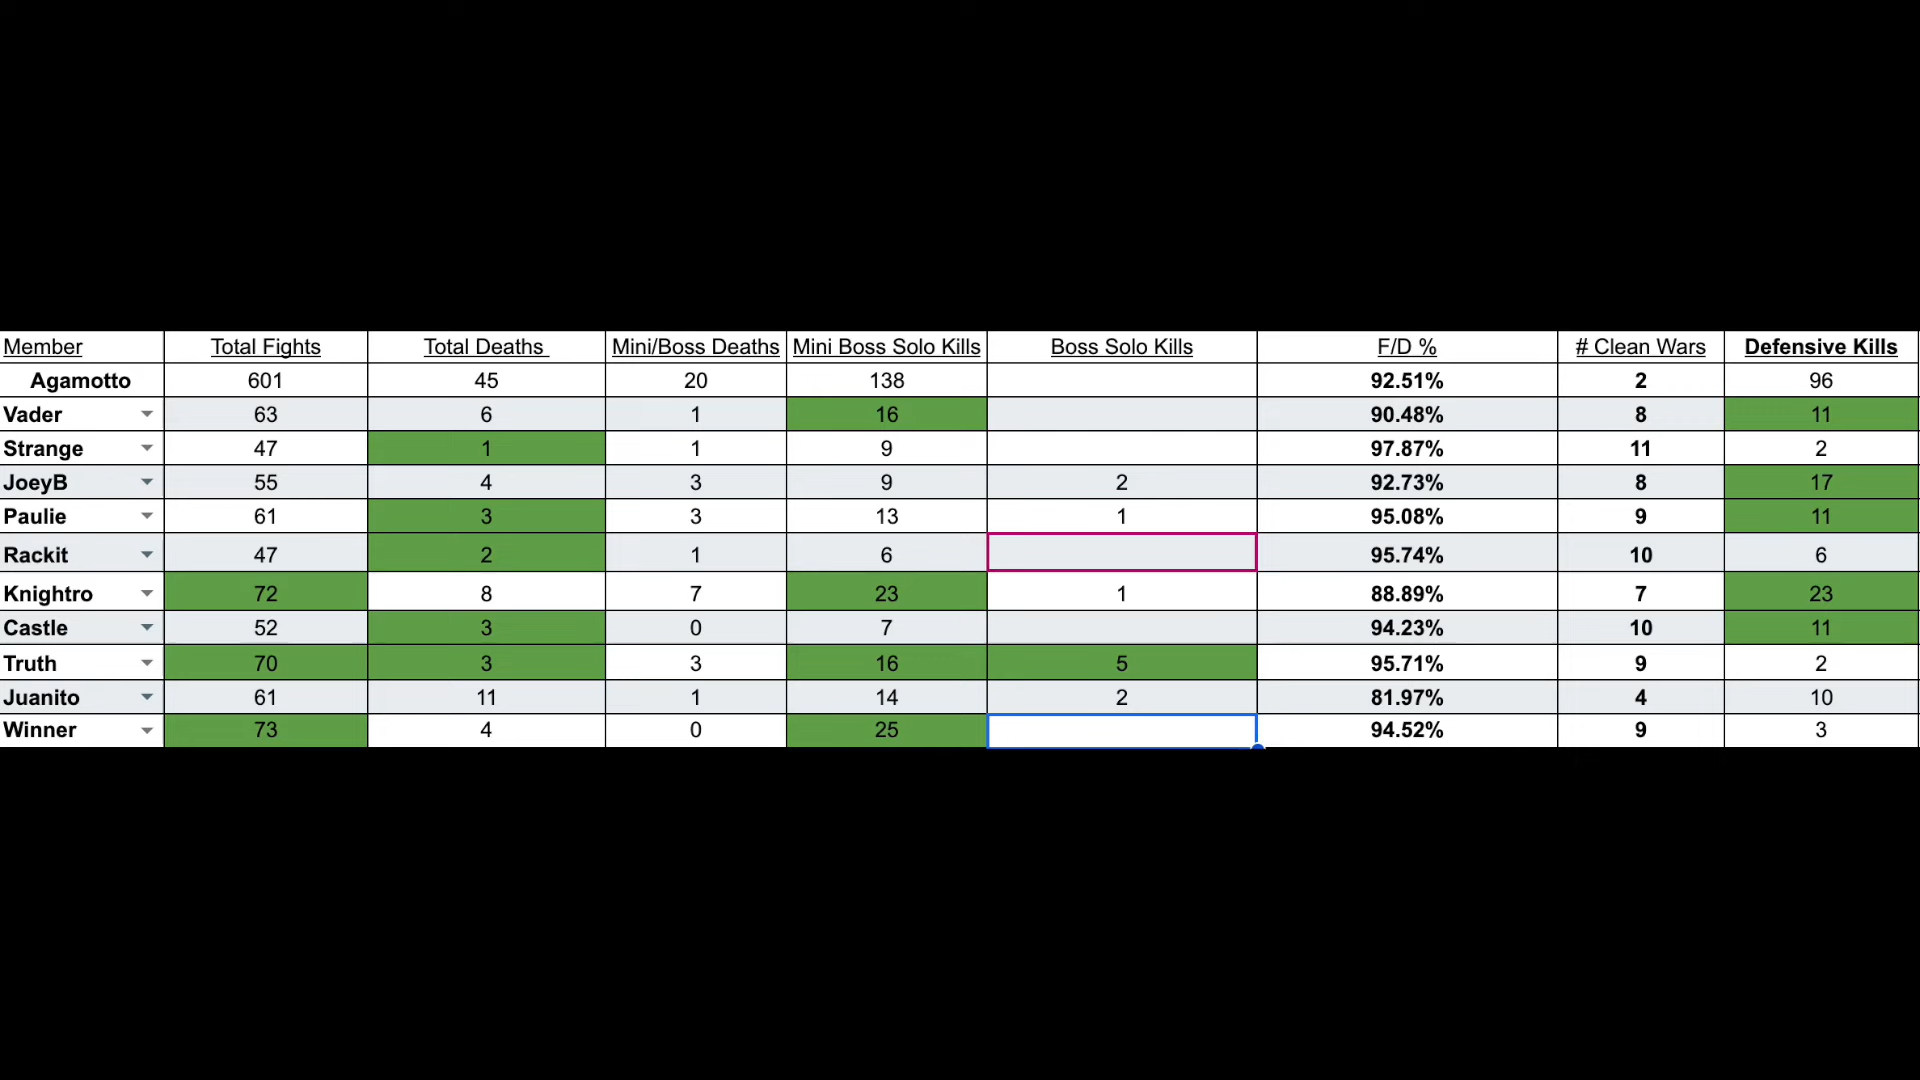 Member Total Fights Total Deaths Mini/Boss Deaths Mini Boss Solo Kills Boss Solo Kills F/D % # Clean Wars Defensive Kills
Agamotto 601 45 20 138 92.51% 2 96
Vader 63 6 1 16 90.48% 8 11
Strange 47 1 1 9 97.87% 11 2
JoeyB 55 4 3 9 2 92.73% 8 17
Paulie 61 3 3 13 1 95.08% 9 11
Rackit 47 2 1 6 95.74% 10 6
Knightro 72 8 7 23 1 88.89% 7 23
Castle 52 3 0 7 94.23% 10 11
Truth 70 3 3 16 5 95.71% 9 2
Juanito 61 11 1 14 2 81.97% 4 10
Winner 73 4 0 25 94.52% 9 3